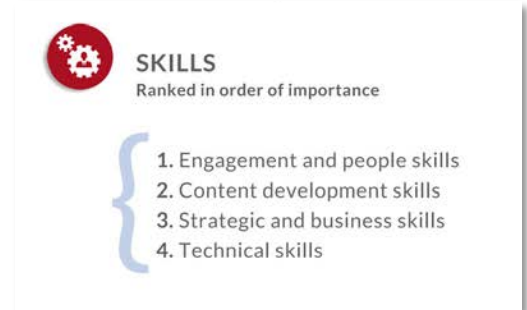 SKILLS
Ranked in order of importance
1. Engagement and people skills
2. Content development skills
3. Strategic and business skills
4. Technical skills